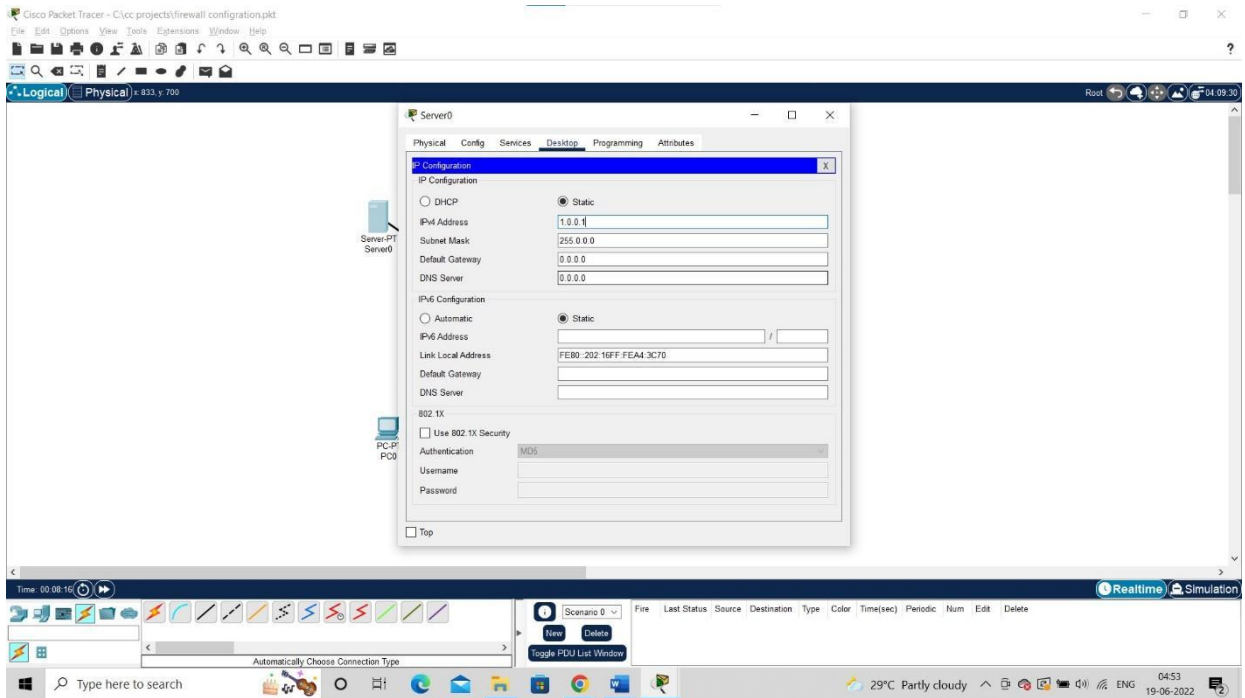 Cisco Packet Tracer - C:\cc projects\firewall configration.pkt
File Edit Options View Tools Extensions Window Help
?
Logical Physical x: 833, y: 700
Root 04:09:30
Server0
Physical Config Services Desktop Programming Attributes
IP Configuration X
IP Configuration
DHCP Static
IPv4 Address 1.0.0.1
Subnet Mask 255.0.0.0
Default Gateway 0.0.0.0
DNS Server 0.0.0.0
IPv6 Configuration
Automatic Static
IPv6 Address /
Link Local Address FE80::202:16FF:FEA4:3C70
Default Gateway
DNS Server
802.1X
Use 802.1X Security
Authentication MD5
Username
Password
Top
Server-PT
Server0
PC-P
PC0
Time: 00:08:16
Realtime Simulation
Scenario 0
New Delete
Toggle PDU List Window
Fire Last Status Source Destination Type Color Time(sec) Periodic Num Edit Delete
Automatically Choose Connection Type
Type here to search
29°C Partly cloudy ENG
04:53
19-06-2022
2